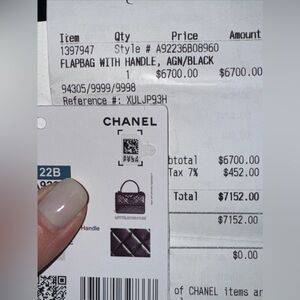 Item Qty Price Amount
1397947 Style # A92236B08960
FLAPBAG WITH HANDLE, AGN/BLACK
1 $6700.00 $6700.00
94305/9999/9998
Reference #: XULJP93H
CHANEL
22B
btotal $6700.00
Tax 7% $452.00
Total $7152.00
Handle
$7152.00
$0.00
of CHANEL items ar